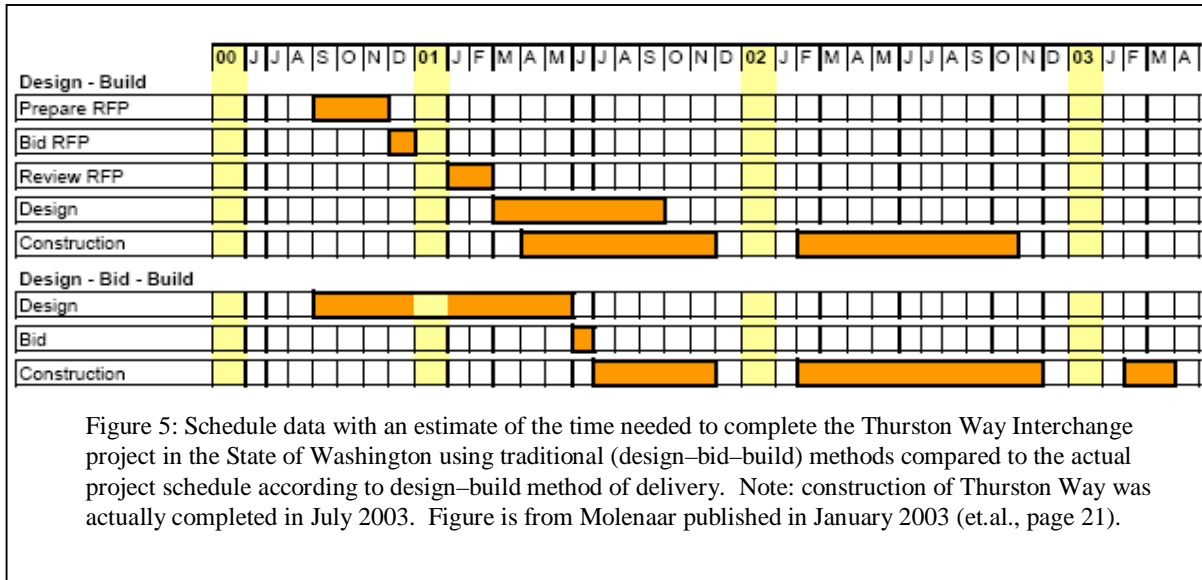 00 J J A S O N D 01 J F M A M J J A S O N D 02 J F M A M J J A S O N D 03 J F M A
Design - Build
Prepare RFP
Bid RFP
Review RFP
Design
Construction
Design - Bid - Build
Design
Bid
Construction
Figure 5: Schedule data with an estimate of the time needed to complete the Thurston Way Interchange
project in the State of Washington using traditional (design–bid–build) methods compared to the actual
project schedule according to design–build method of delivery. Note: construction of Thurston Way was
actually completed in July 2003. Figure is from Molenaar published in January 2003 (et.al., page 21).